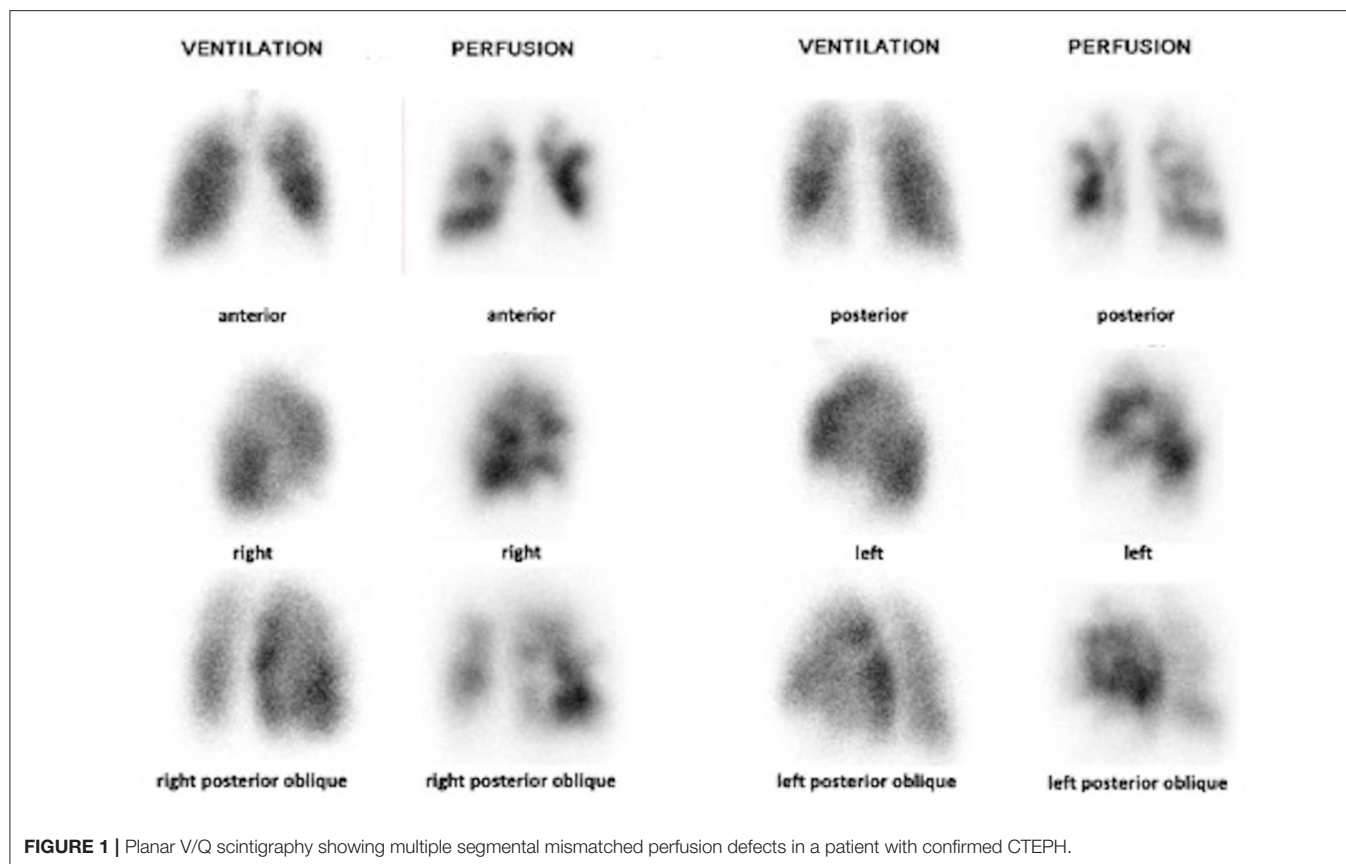 VENTILATION PERFUSION VENTILATION PERFUSION
anterior anterior posterior posterior
right right left left
right posterior oblique right posterior oblique left posterior oblique left posterior oblique
FIGURE 1 | Planar V/Q scintigraphy showing multiple segmental mismatched perfusion defects in a patient with confirmed CTEPH.